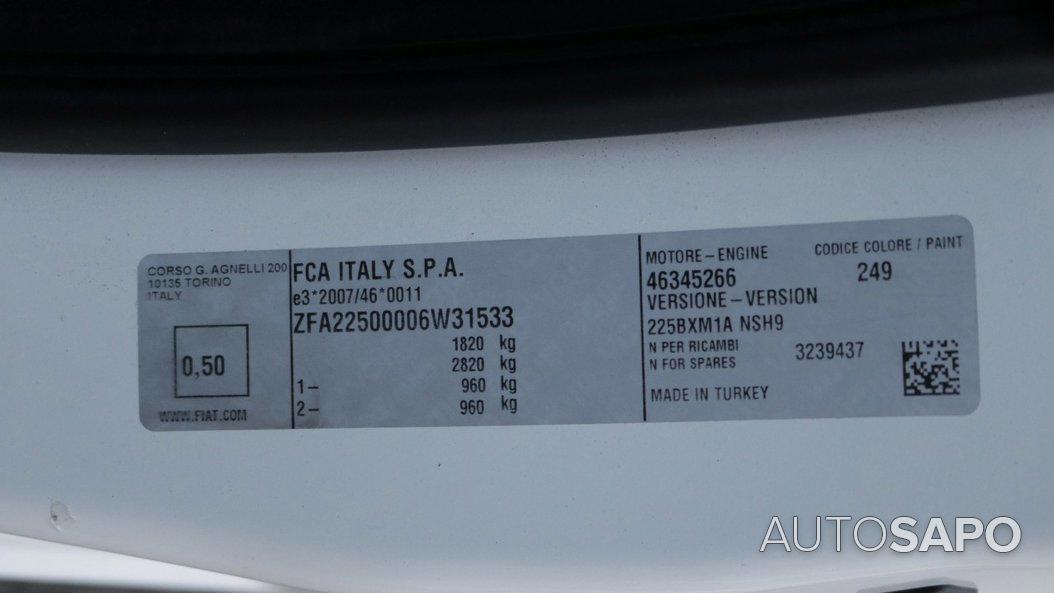 CORSO G. AGNELLI 200
10135 TORINO
ITALY
0,50
WWW.FIAT.COM
FCA ITALY S.P.A.
e3*2007/46*0011
ZFA22500006W31533
1820 kg
2820 kg
1– 960 kg
2– 960 kg
MOTORE–ENGINE
46345266
VERSIONE–VERSION
225BXM1A NSH9
N PER RICAMBI
N FOR SPARES 3239437
MADE IN TURKEY
CODICE COLORE / PAINT
249
AUTOSAPO